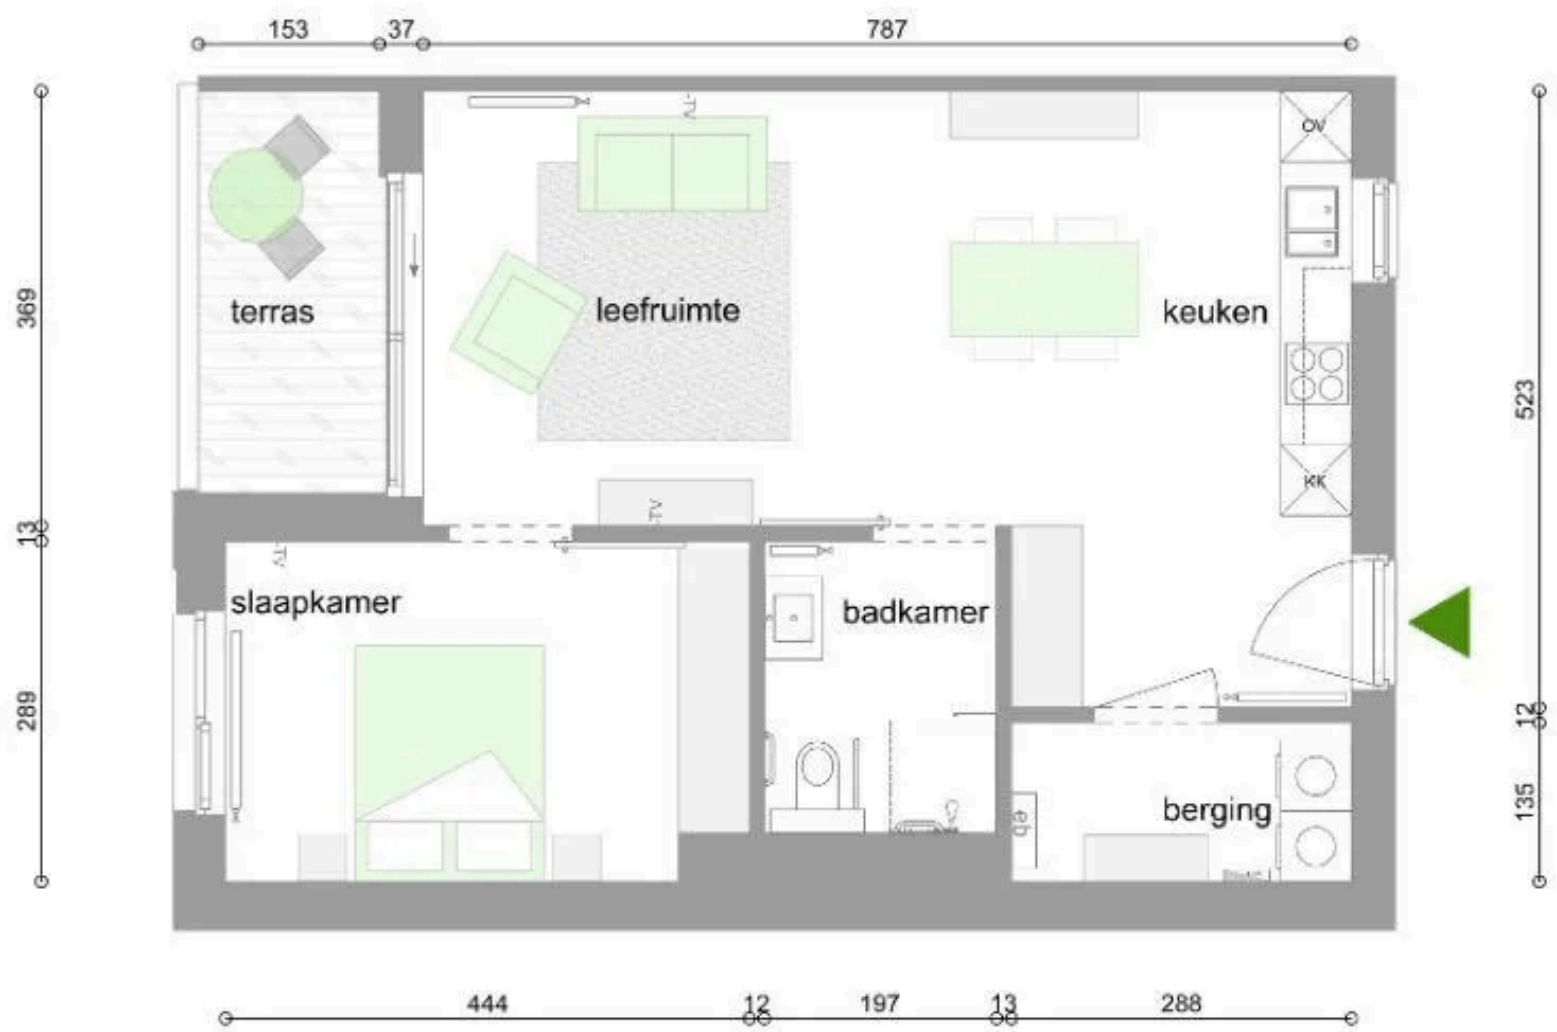 153 37 787
TV
OV
369
terras
leefruimte
keuken
523
KK
TV
13
TV
slaapkamer
badkamer
289
12
135
berging
eb
444 12 197 13 288